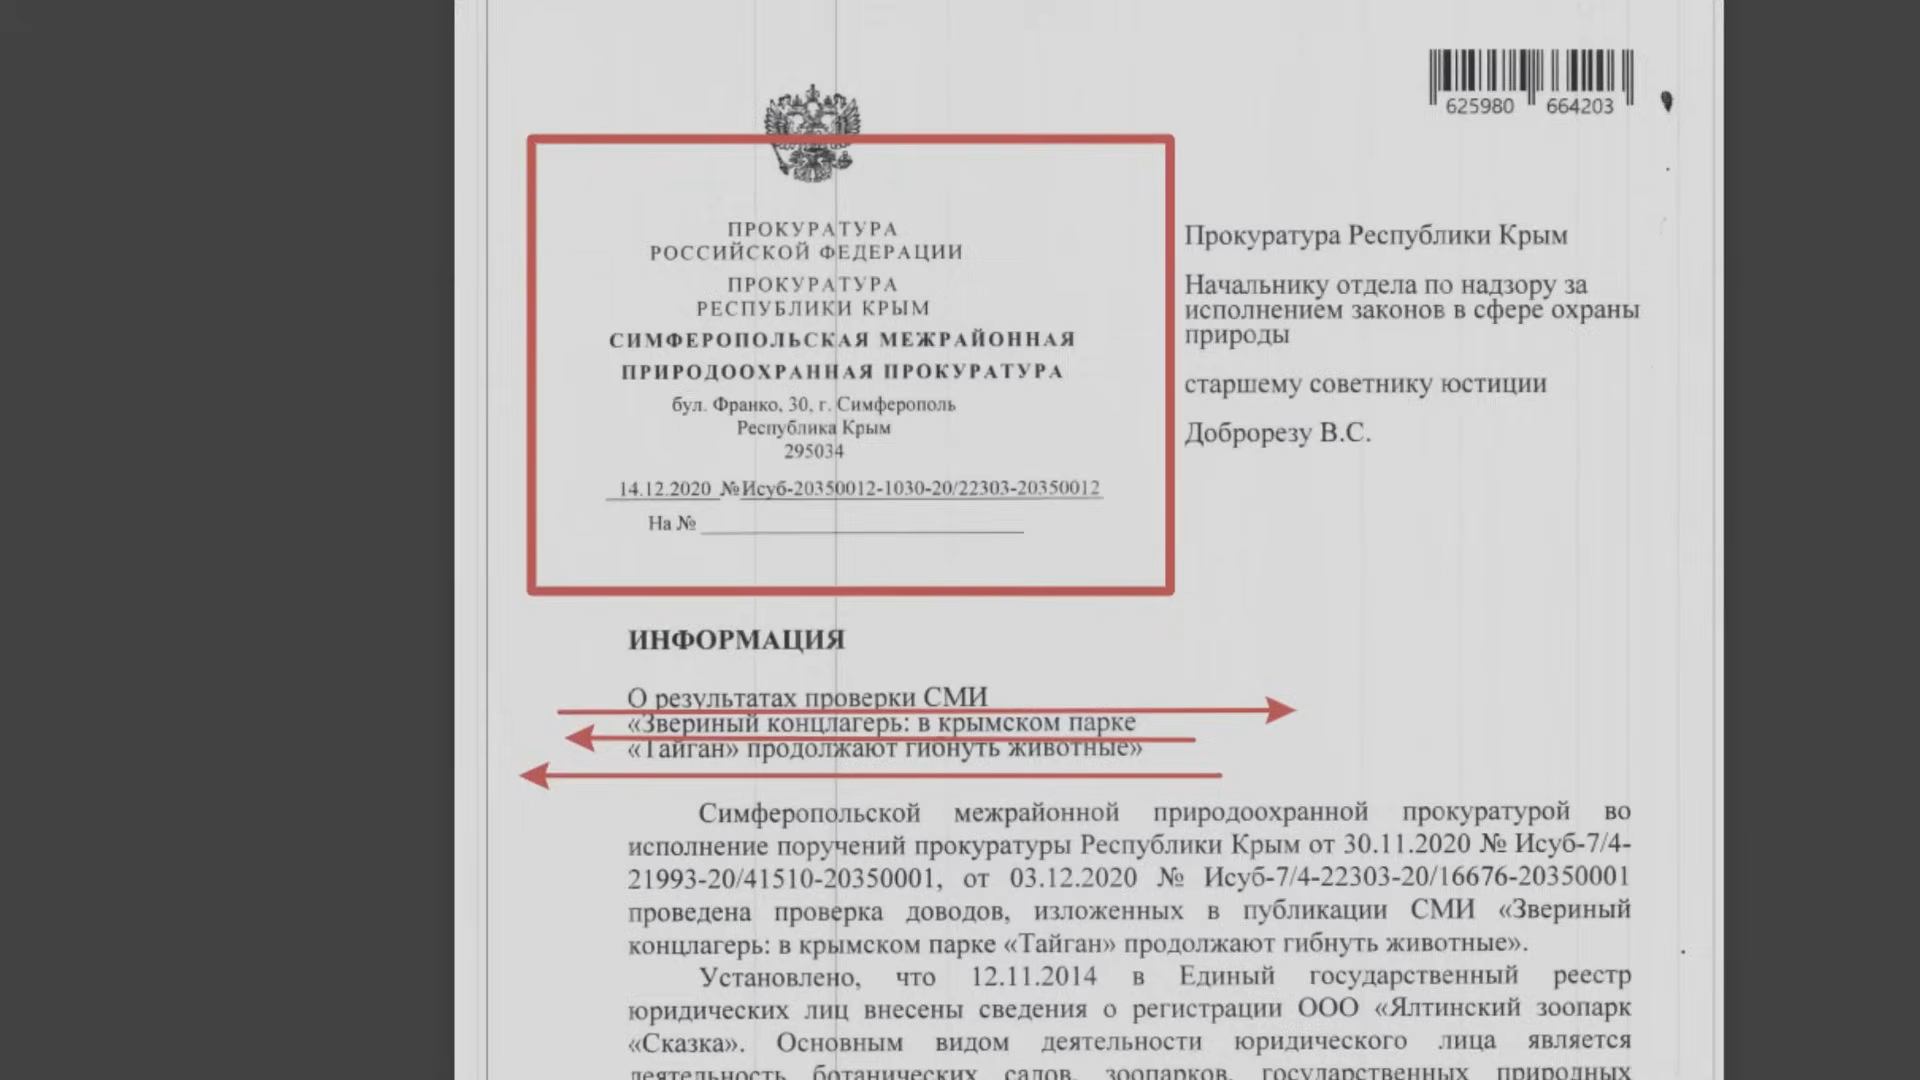 625980 664203
ПРОКУРАТУРА
РОССИЙСКОЙ ФЕДЕРАЦИИ
ПРОКУРАТУРА
РЕСПУБЛИКИ КРЫМ
СИМФЕРОПОЛЬСКАЯ МЕЖРАЙОННАЯ
ПРИРОДООХРАННАЯ ПРОКУРАТУРА
бул. Франко, 30, г. Симферополь
Республика Крым
295034
14.12.2020 №Исуб-20350012-1030-20/22303-20350012
На №
Прокуратура Республики Крым
Начальнику отдела по надзору за
исполнением законов в сфере охраны
природы
старшему советнику юстиции
Доброрезу В.С.
ИНФОРМАЦИЯ
О результатах проверки СМИ
«Звериный концлагерь: в крымском парке
«Тайган» продолжают гибнуть животные»
Симферопольской межрайонной природоохранной прокуратурой во
исполнение поручений прокуратуры Республики Крым от 30.11.2020 № Исуб-7/4-
21993-20/41510-20350001, от 03.12.2020 № Исуб-7/4-22303-20/16676-20350001
проведена проверка доводов, изложенных в публикации СМИ «Звериный
концлагерь: в крымском парке «Тайган» продолжают гибнуть животные».
Установлено, что 12.11.2014 в Единый государственный реестр
юридических лиц внесены сведения о регистрации ООО «Ялтинский зоопарк
«Сказка». Основным видом деятельности юридического лица является
деятельность ботанических садов, зоопарков, государственных природных